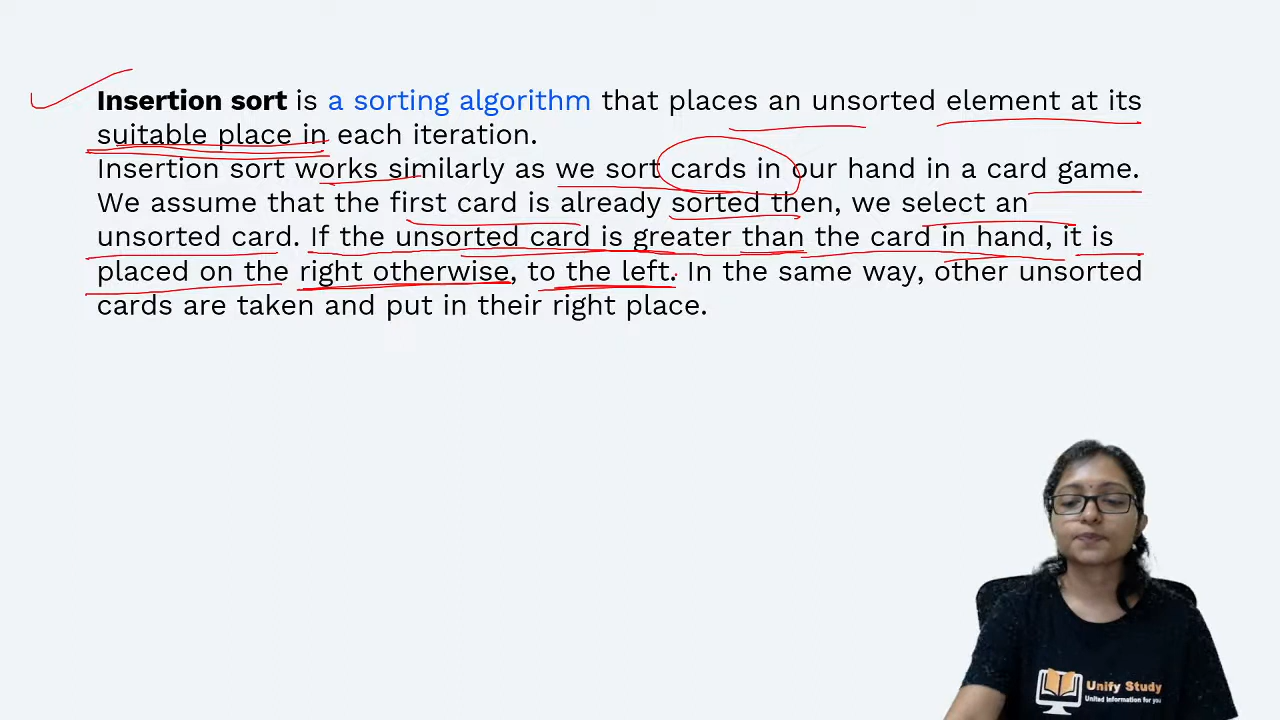 Insertion sort is a sorting algorithm that places an unsorted element at its
suitable place in each iteration.
Insertion sort works similarly as we sort cards in our hand in a card game.
We assume that the first card is already sorted then, we select an
unsorted card. If the unsorted card is greater than the card in hand, it is
placed on the right otherwise, to the left. In the same way, other unsorted
cards are taken and put in their right place.
Unify Study
United Information for you